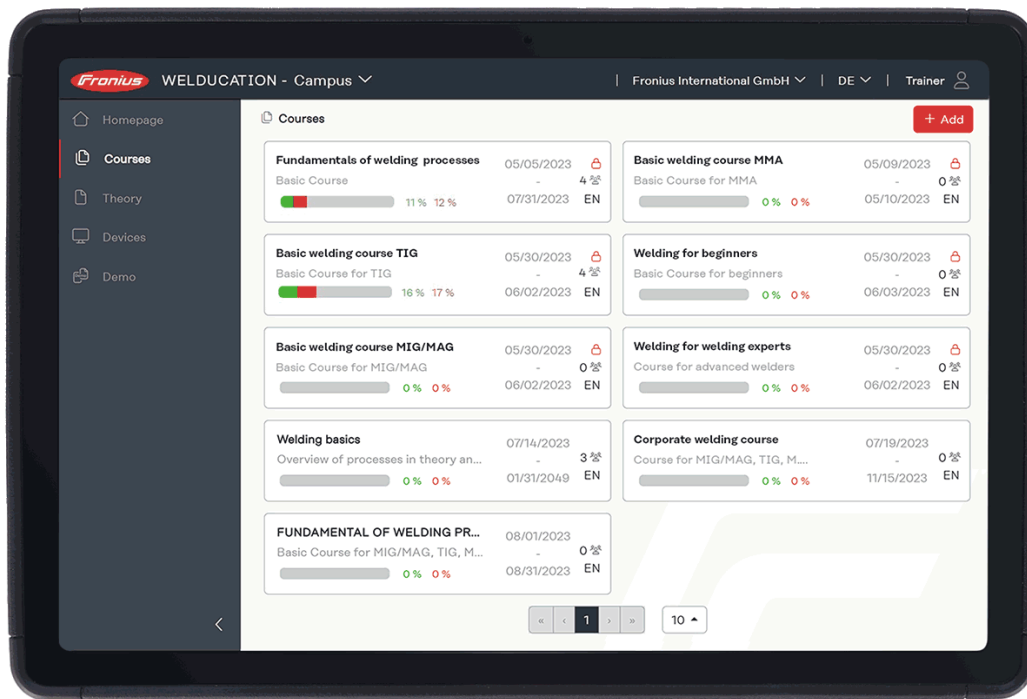 Fronius WELDUCATION - Campus | Fronius International GmbH | DE | Trainer
Homepage
Courses
Theory
Devices
Demo
Courses
+ Add
Fundamentals of welding processes
Basic Course
11 % 12 %
05/05/2023
-
07/31/2023
4
EN
Basic welding course MMA
Basic Course for MMA
0 % 0 %
05/09/2023
-
05/10/2023
0
EN
Basic welding course TIG
Basic Course for TIG
16 % 17 %
05/30/2023
-
06/02/2023
4
EN
Welding for beginners
Basic Course for beginners
0 % 0 %
05/30/2023
-
06/03/2023
0
EN
Basic welding course MIG/MAG
Basic Course for MIG/MAG
0 % 0 %
05/30/2023
-
06/02/2023
0
EN
Welding for welding experts
Course for advanced welders
0 % 0 %
05/30/2023
-
06/02/2023
0
EN
Welding basics
Overview of processes in theory an...
0 % 0 %
07/14/2023
-
01/31/2049
3
EN
Corporate welding course
Course for MIG/MAG, TIG, M....
0 % 0 %
07/19/2023
-
11/15/2023
0
EN
FUNDAMENTAL OF WELDING PR...
Basic Course for MIG/MAG, TIG, M...
0 % 0 %
08/01/2023
-
08/31/2023
0
EN
« ‹ 1 › » 10